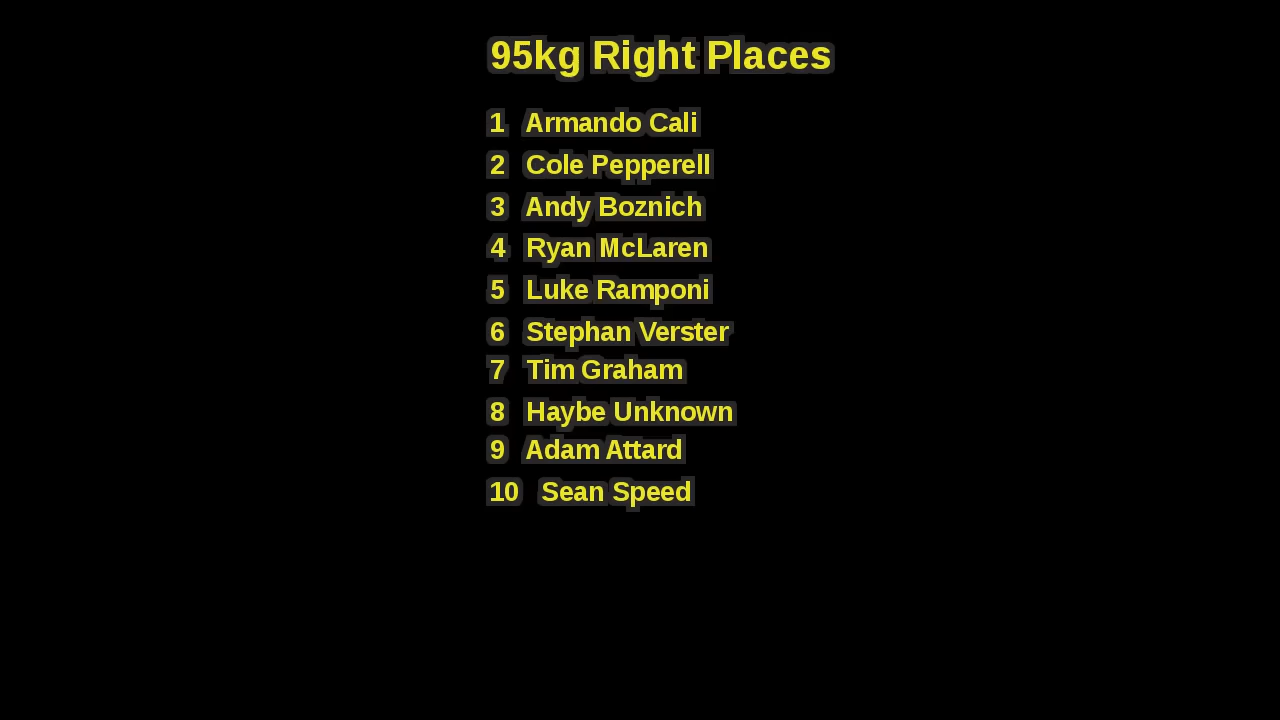 95kg Right Places
1 Armando Cali
2 Cole Pepperell
3 Andy Boznich
4 Ryan McLaren
5 Luke Ramponi
6 Stephan Verster
7 Tim Graham
8 Haybe Unknown
9 Adam Attard
10 Sean Speed